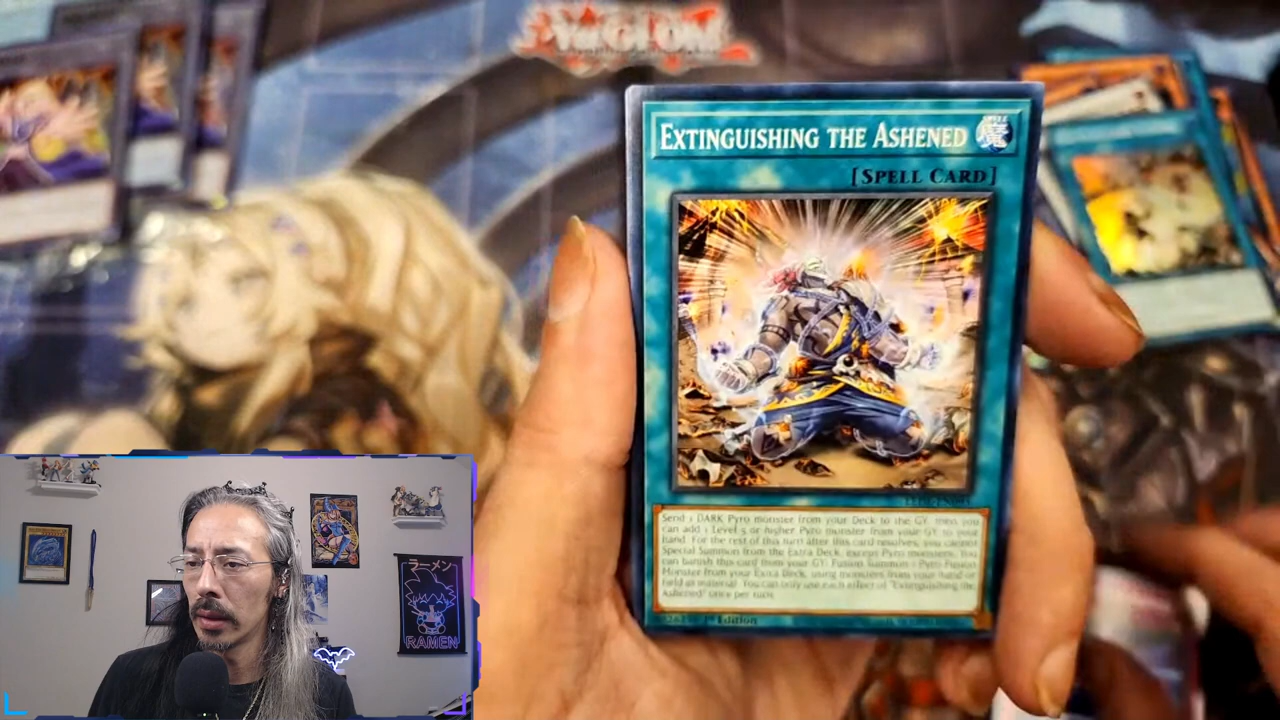 EXTINGUISHING THE ASHENED
[SPELL CARD]
Send 1 DARK Pyro monster from your Deck to the GY, then you
can add 1 Level 5 or higher Pyro monster from your GY to your
hand. For the rest of this turn after this card resolves, you cannot
Special Summon from the Extra Deck, except Pyro monsters. You
can banish this card from your GY; Fusion Summon 1 Pyro Fusion
Monster from your Extra Deck, using monsters from your hand or
field as material. You can only use each effect of "Extinguishing the
Ashened" once per turn.
1st Edition
ラーメン
RAMEN